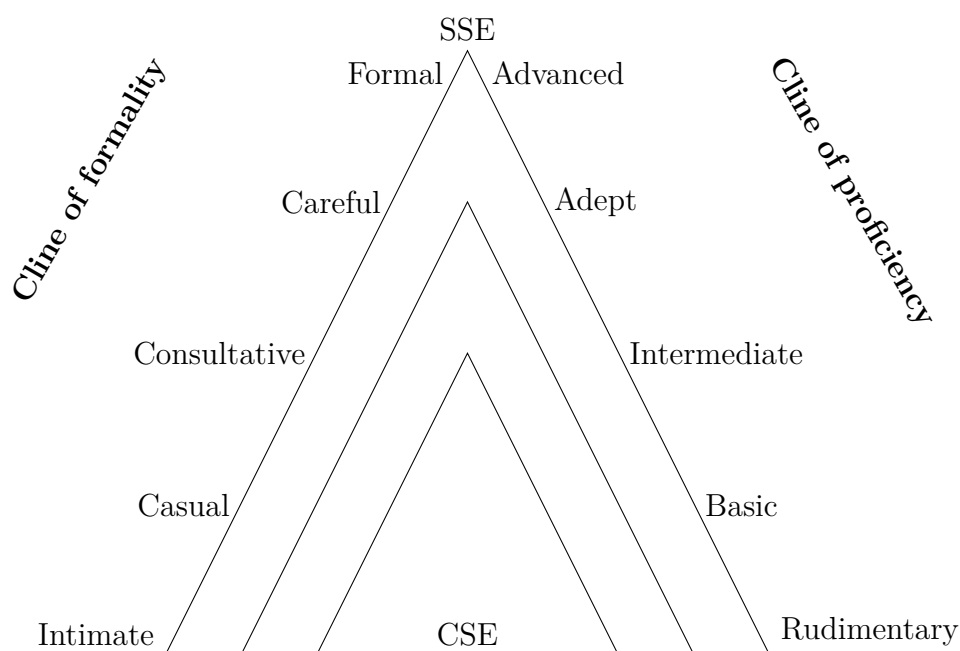 SSE
Formal Advanced
Cline of formality
Cline of proficiency
Careful Adept
Consultative Intermediate
Casual Basic
Intimate CSE Rudimentary